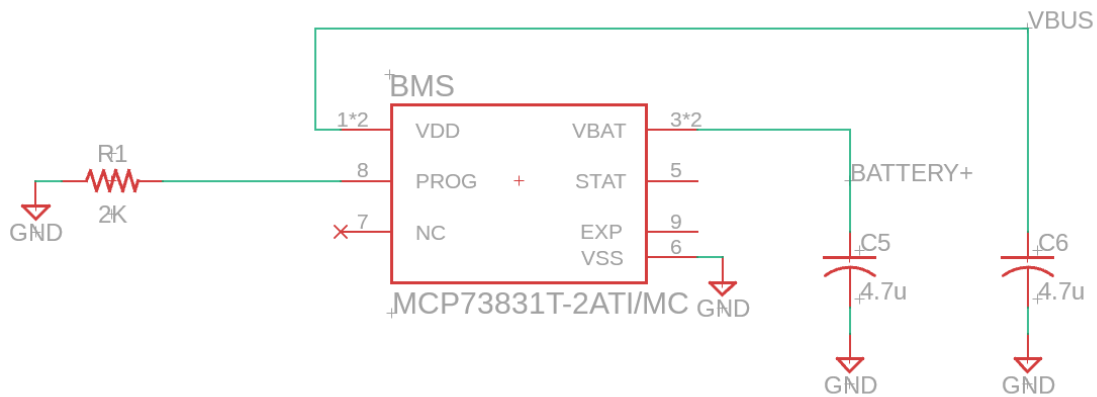 VBUS
BMS
1*2 VDD VBAT 3*2
R1 8 PROG STAT 5 BATTERY+
2K
GND
7 NC EXP 9
VSS 6
C5 C6
4.7u 4.7u
MCP73831T-2ATI/MC GND
GND GND